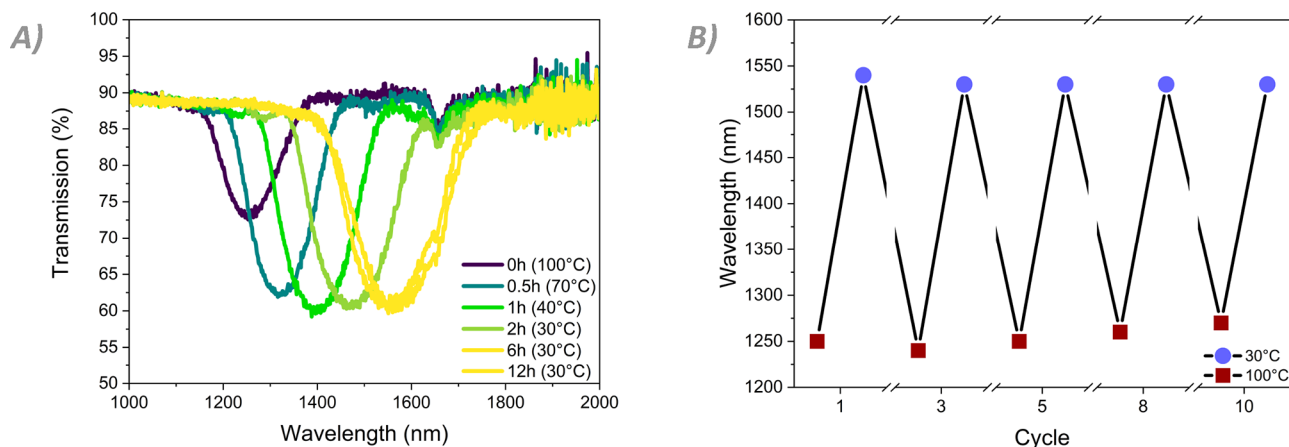 A)
Transmission (%)
100
95
90
85
80
75
70
65
60
55
50
0h (100°C)
0.5h (70°C)
1h (40°C)
2h (30°C)
6h (30°C)
12h (30°C)
1000 1200 1400 1600 1800 2000
Wavelength (nm)
B)
Wavelength (nm)
1600
1550
1500
1450
1400
1350
1300
1250
1200
30°C
100°C
1 3 5 8 10
Cycle